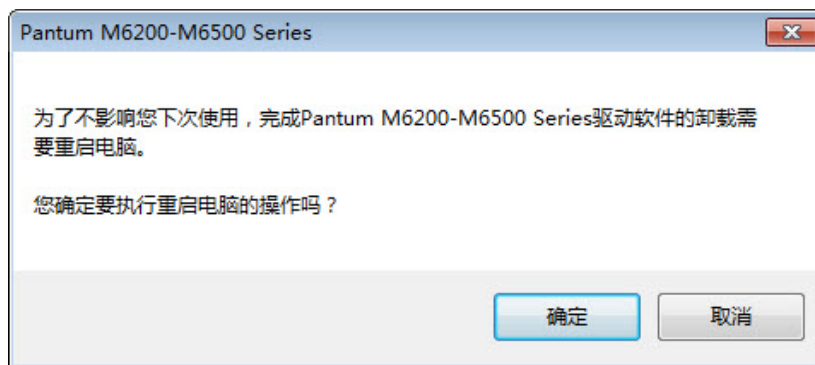 Pantum M6200-M6500 Series
为了不影响您下次使用，完成Pantum M6200-M6500 Series驱动软件的卸载需
要重启电脑。
您确定要执行重启电脑的操作吗？
确定
取消